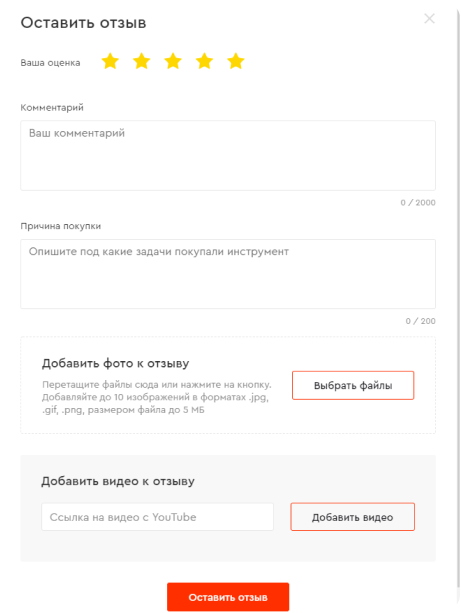 Оставить отзыв
Ваша оценка
Комментарий
Ваш комментарий
0 / 2000
Причина покупки
Опишите под какие задачи покупали инструмент
0 / 200
Добавить фото к отзыву
Перетащите файлы сюда или нажмите на кнопку.
Добавляйте до 10 изображений в форматах .jpg,
.gif, .png, размером файла до 5 МБ
Выбрать файлы
Добавить видео к отзыву
Ссылка на видео с YouTube
Добавить видео
Оставить отзыв